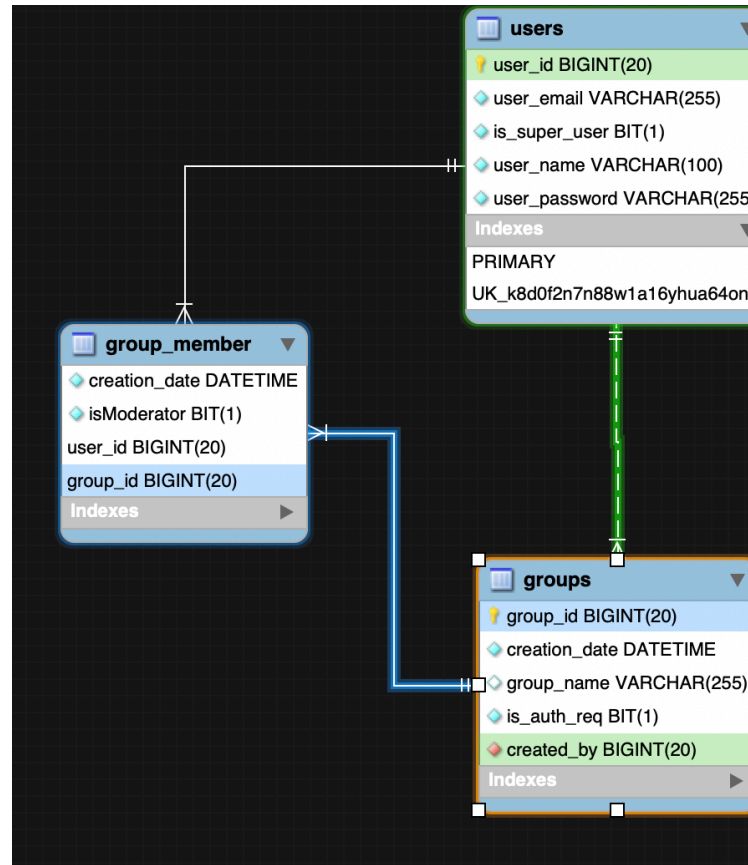 users
user_id BIGINT(20)
user_email VARCHAR(255)
is_super_user BIT(1)
user_name VARCHAR(100)
user_password VARCHAR(255
Indexes
PRIMARY
UK_k8d0f2n7n88w1a16yhua64on
group_member
creation_date DATETIME
isModerator BIT(1)
user_id BIGINT(20)
group_id BIGINT(20)
Indexes
groups
group_id BIGINT(20)
creation_date DATETIME
group_name VARCHAR(255)
is_auth_req BIT(1)
created_by BIGINT(20)
Indexes